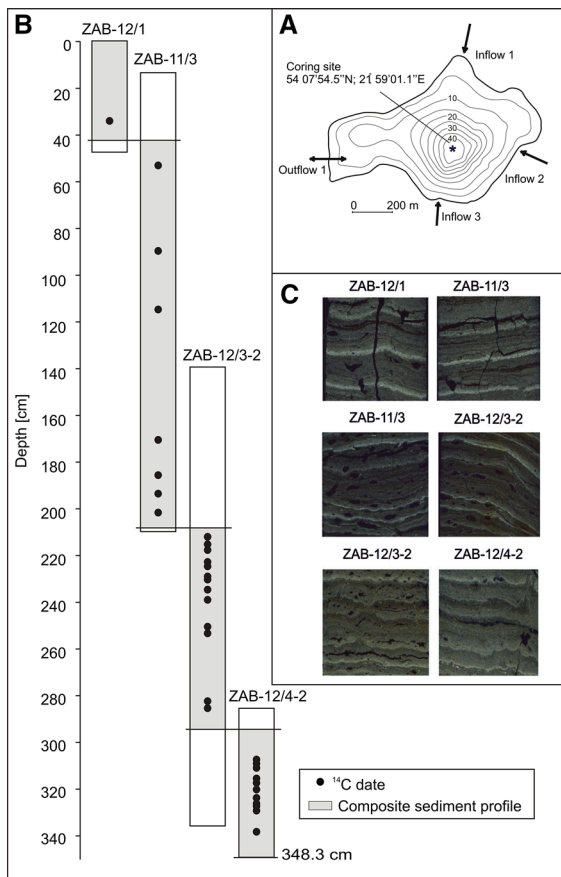 B
ZAB-12/1
ZAB-11/3
ZAB-12/3-2
ZAB-12/4-2
Depth [cm]
0
20
40
60
80
100
120
140
160
180
200
220
240
260
280
300
320
340
348.3 cm
A
Inflow 1
Coring site
54 07'54.5’’N; 21 ́59'01.1’’E
10
20
30
40
*
Outflow 1
Inflow 2
Inflow 3
0 200 m
C
ZAB-12/1 ZAB-11/3
ZAB-11/3 ZAB-12/3-2
ZAB-12/3-2 ZAB-12/4-2
¹⁴C date
Composite sediment profile